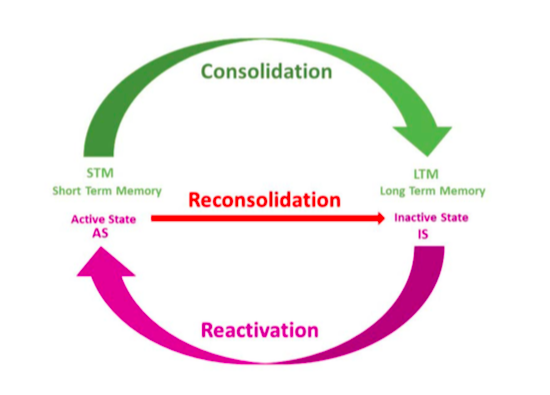 Consolidation
STM
Short Term Memory
LTM
Long Term Memory
Reconsolidation
Active State
AS
Inactive State
IS
Reactivation